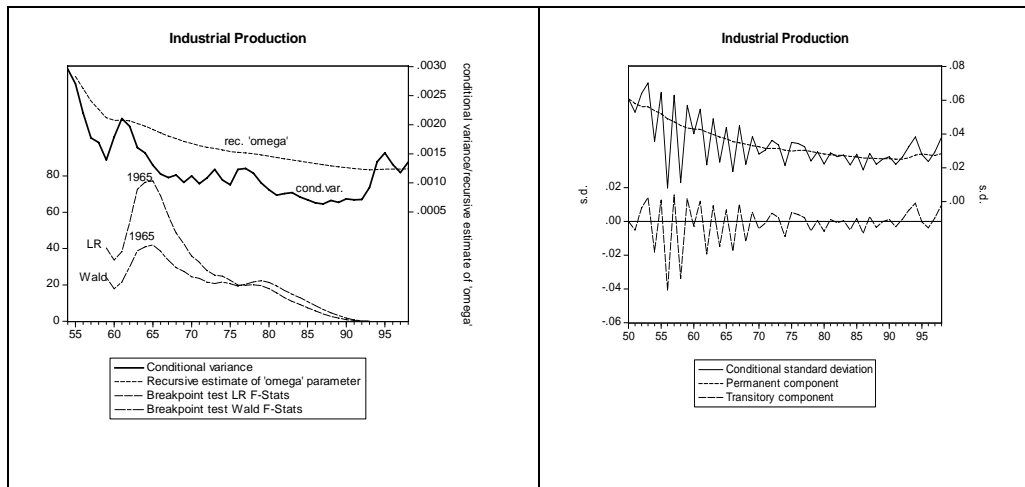 Industrial Production
.0030
.0025
.0020
.0015
.0010
.0005
conditional variance/recursive estimate of 'omega'
rec. 'omega'
cond.var.
80
60
40
20
0
1965
1965
LR
Wald
55 60 65 70 75 80 85 90 95
Conditional variance
Recursive estimate of 'omega' parameter
Breakpoint test LR F-Stats
Breakpoint test Wald F-Stats
Industrial Production
.08
.06
.04
.02
.00
s.d.
.02
.00
-.02
-.04
-.06
s.d.
50 55 60 65 70 75 80 85 90 95
Conditional standard deviation
Permanent component
Transitory component